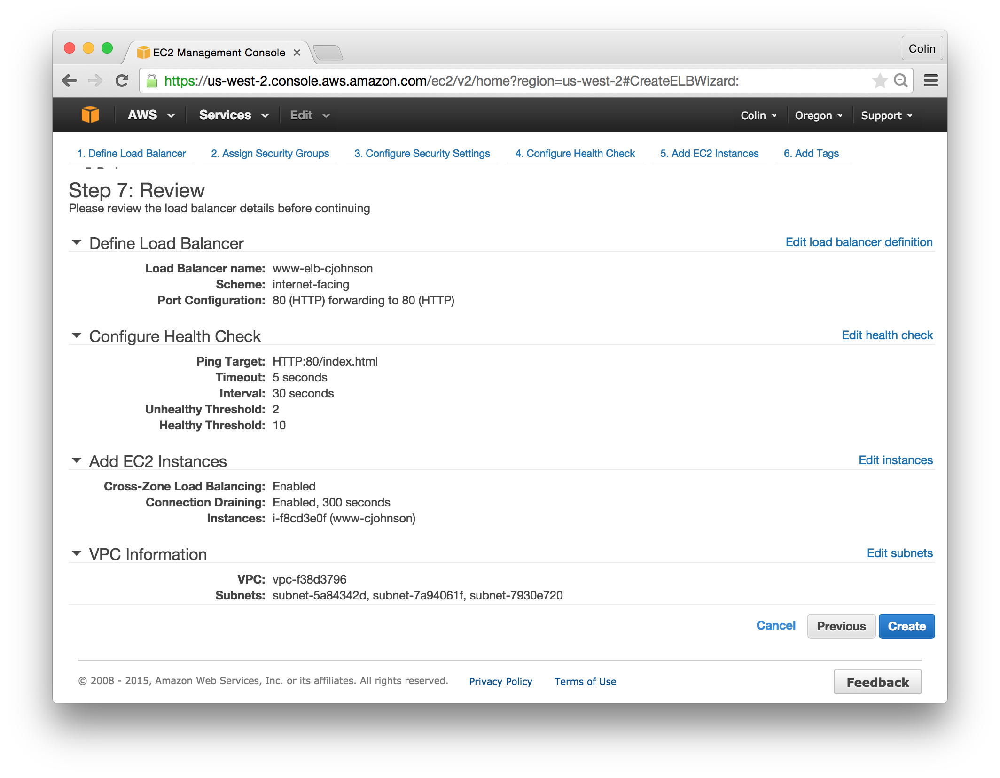 EC2 Management Console
Colin
https://us-west-2.console.aws.amazon.com/ec2/v2/home?region=us-west-2#CreateELBWizard:
AWS Services Edit Colin Oregon Support
1. Define Load Balancer 2. Assign Security Groups 3. Configure Security Settings 4. Configure Health Check 5. Add EC2 Instances 6. Add Tags
Step 7: Review
Please review the load balancer details before continuing
Define Load Balancer Edit load balancer definition
Load Balancer name: www-elb-cjohnson
Scheme: internet-facing
Port Configuration: 80 (HTTP) forwarding to 80 (HTTP)
Configure Health Check Edit health check
Ping Target: HTTP:80/index.html
Timeout: 5 seconds
Interval: 30 seconds
Unhealthy Threshold: 2
Healthy Threshold: 10
Add EC2 Instances Edit instances
Cross-Zone Load Balancing: Enabled
Connection Draining: Enabled, 300 seconds
Instances: i-f8cd3e0f (www-cjohnson)
VPC Information Edit subnets
VPC: vpc-f38d3796
Subnets: subnet-5a84342d, subnet-7a94061f, subnet-7930e720
Cancel Previous Create
© 2008 - 2015, Amazon Web Services, Inc. or its affiliates. All rights reserved. Privacy Policy Terms of Use Feedback